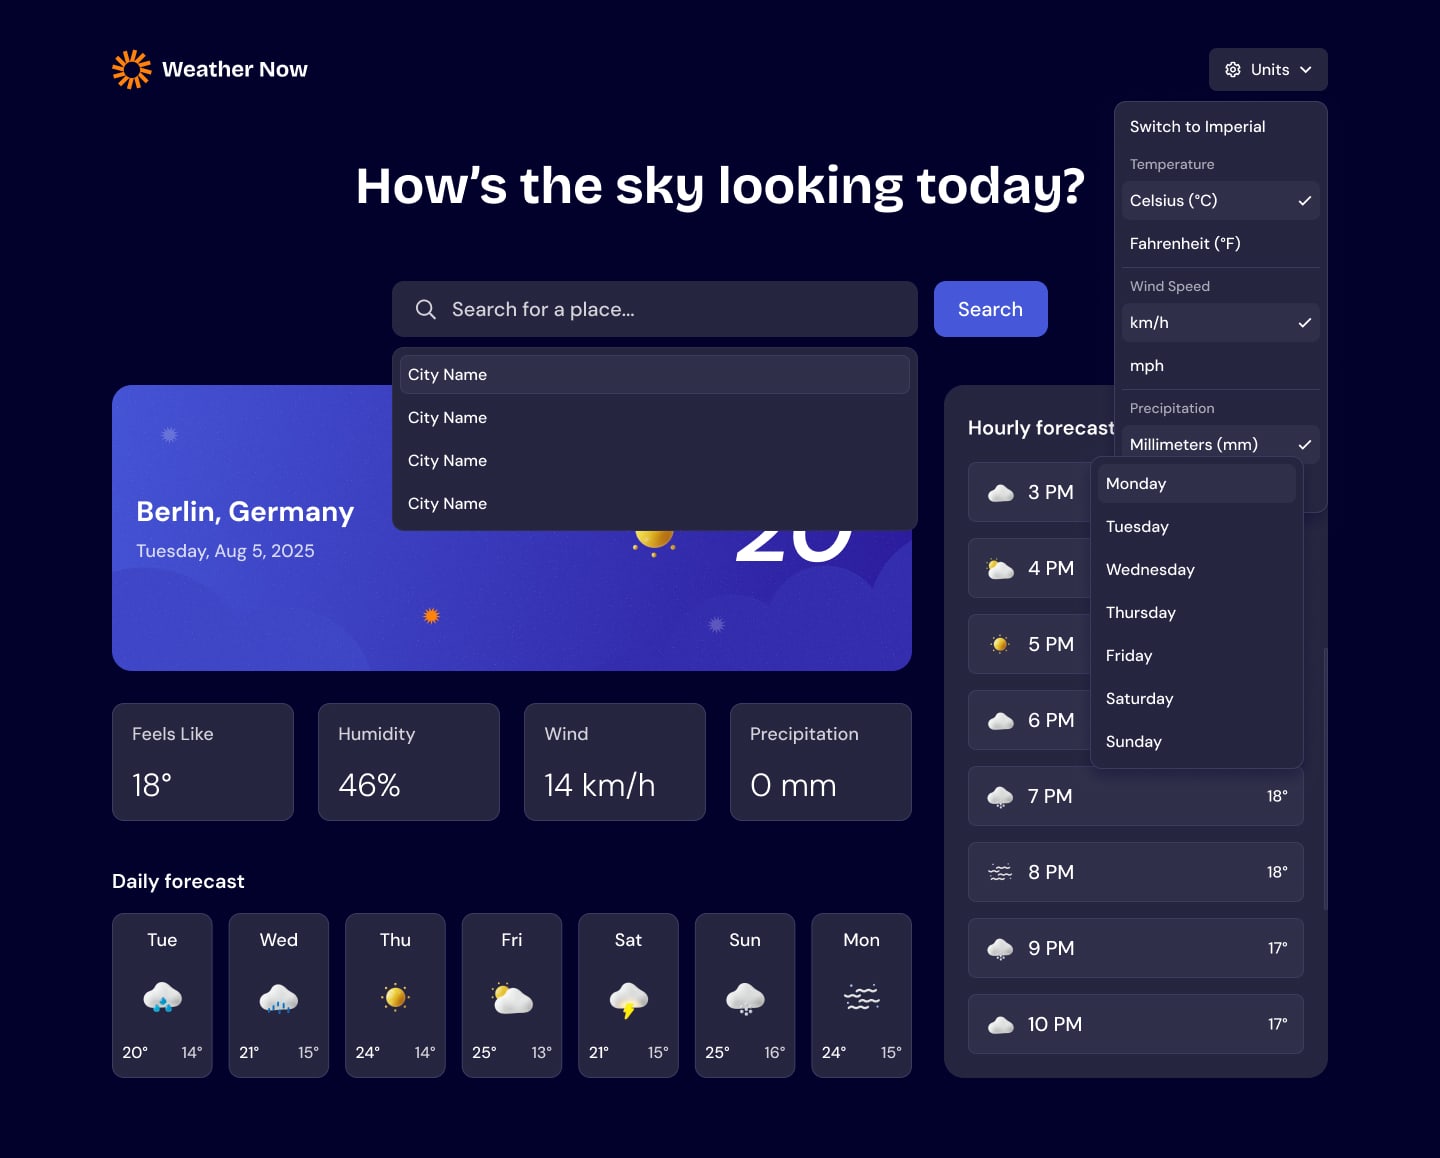 Weather Now
Units
Switch to Imperial
Temperature
Celsius (°C)
Fahrenheit (°F)
Wind Speed
km/h
mph
Precipitation
Millimeters (mm)
How’s the sky looking today?
Search for a place...
Search
City Name
City Name
City Name
City Name
Berlin, Germany
Tuesday, Aug 5, 2025
20
Feels Like
18°
Humidity
46%
Wind
14 km/h
Precipitation
0 mm
Daily forecast
Tue
20° 14°
Wed
21° 15°
Thu
24° 14°
Fri
25° 13°
Sat
21° 15°
Sun
25° 16°
Mon
24° 15°
Hourly forecast
Monday
Tuesday
Wednesday
Thursday
Friday
Saturday
Sunday
3 PM
4 PM
5 PM
6 PM
7 PM 18°
8 PM 18°
9 PM 17°
10 PM 17°